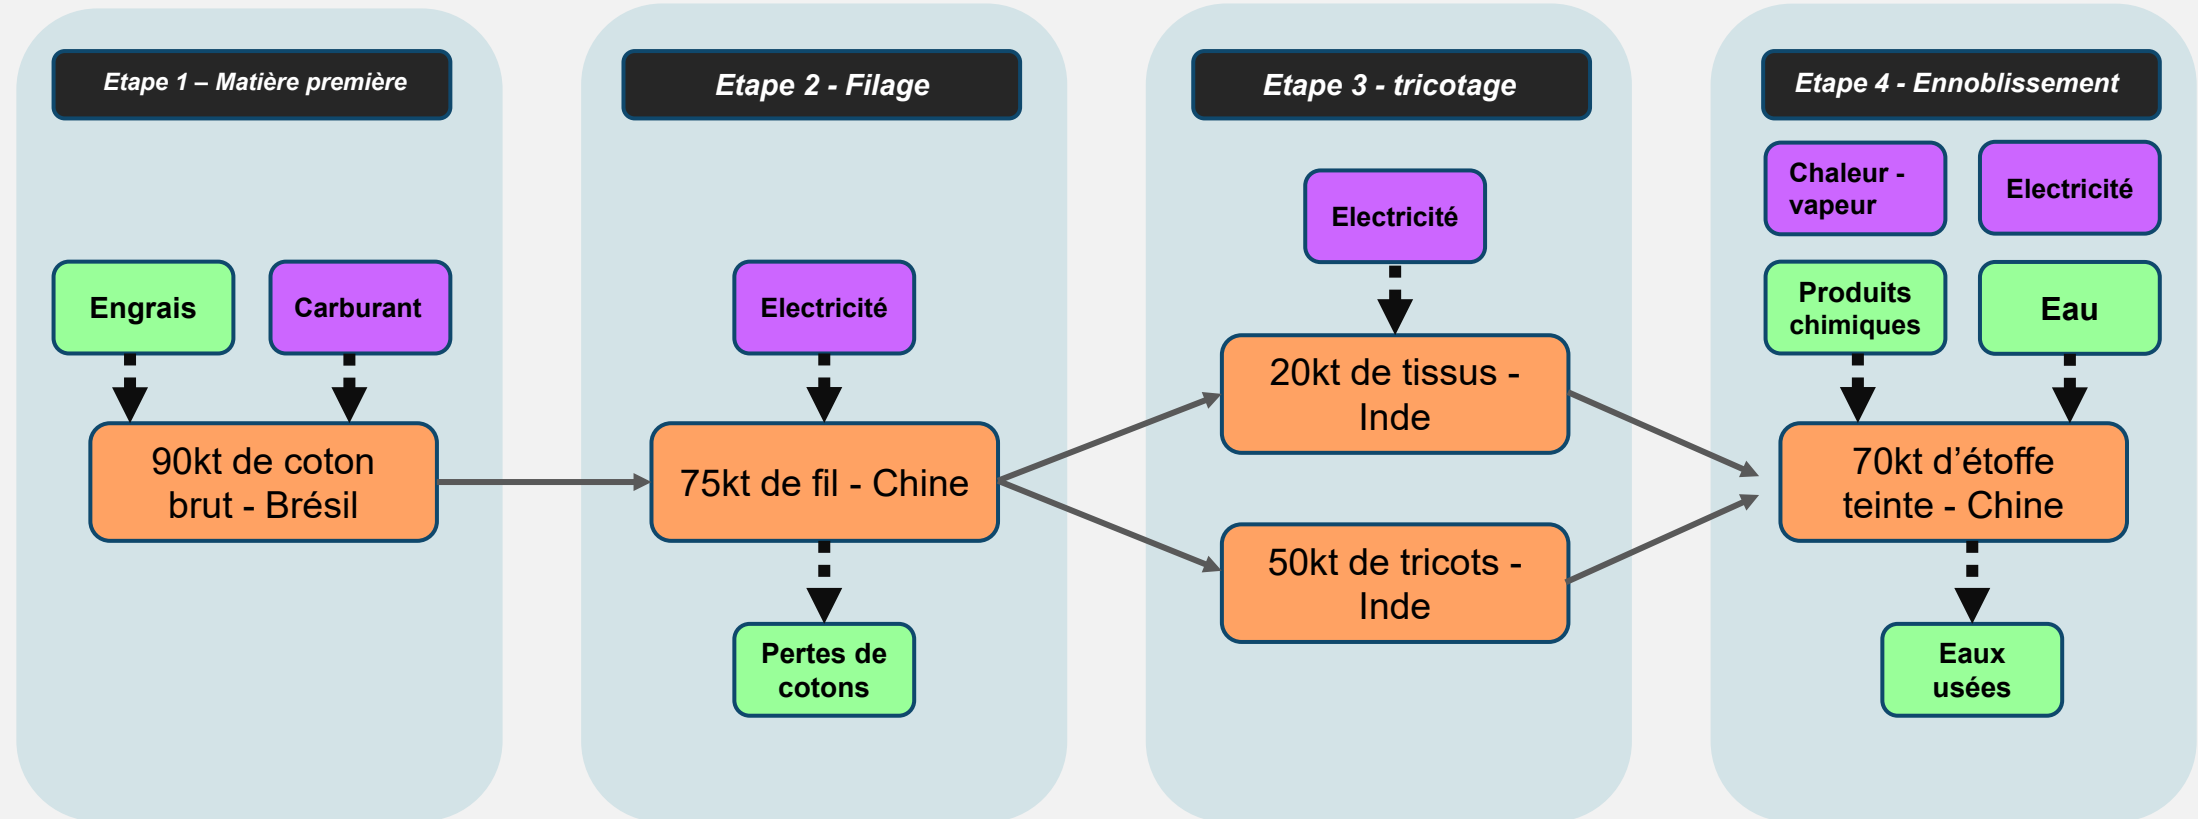 Etape 1 – Matière première
Engrais
Carburant
90kt de coton
brut - Brésil
Etape 2 - Filage
Electricité
75kt de fil - Chine
Pertes de
cotons
Etape 3 - tricotage
Electricité
20kt de tissus -
Inde
50kt de tricots -
Inde
Etape 4 - Ennoblissement
Chaleur -
vapeur
Electricité
Produits
chimiques
Eau
70kt d’étoffe
teinte - Chine
Eaux
usées